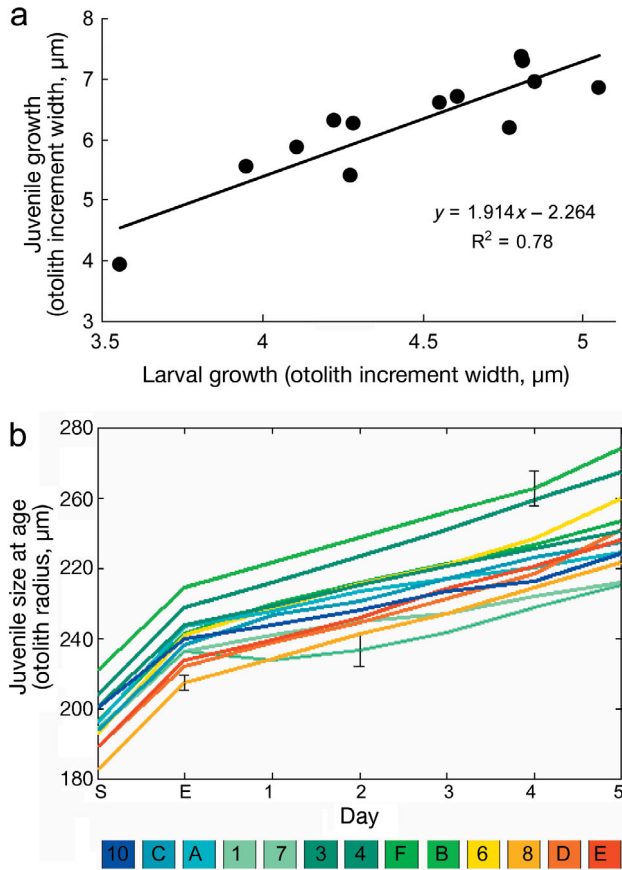 a
8
7
6
5
4
3
Juvenile growth
(otolith increment width, µm)
y = 1.914x – 2.264
R² = 0.78
3.5 4 4.5 5
Larval growth (otolith increment width, µm)
b
280
260
220
240
200
180
Juvenile size at age
(otolith radius, µm)
S E 1 2 3 4 5
Day
10 C A 1 7 3 4 F B 6 8 D E